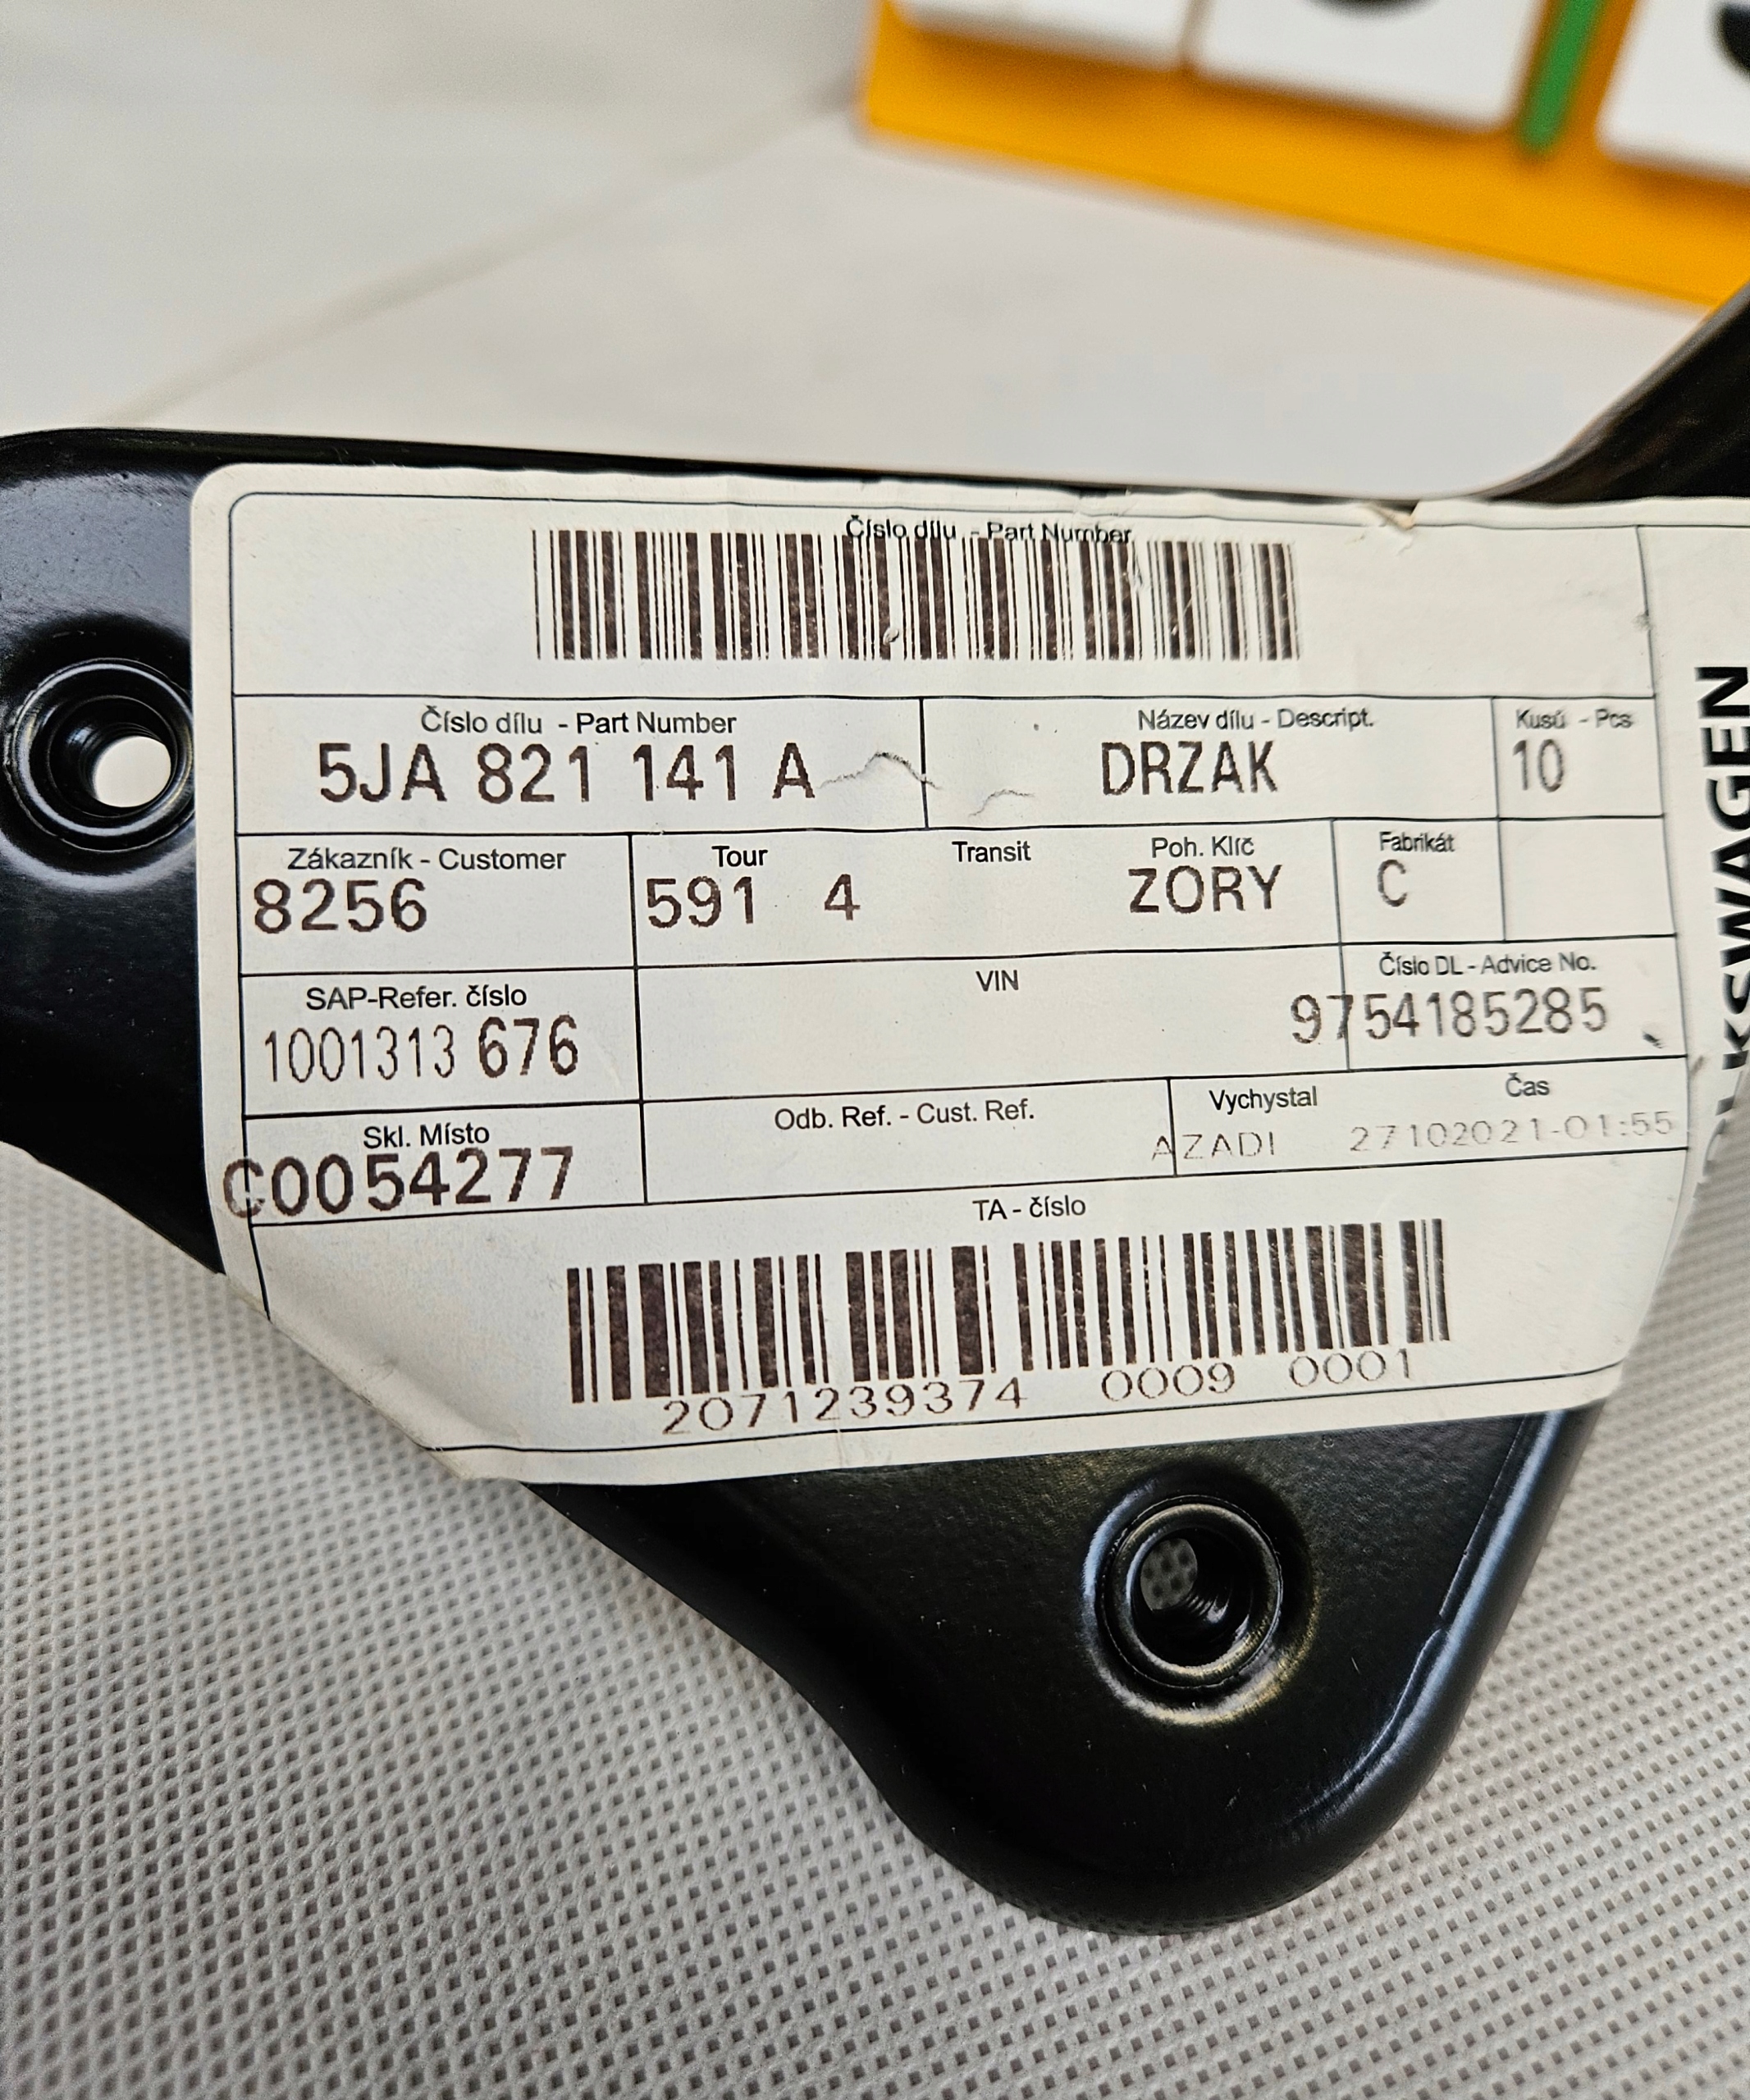 Číslo dílu - Part Number
Číslo dílu - Part Number
5JA 821 141 A
Název dílu - Descript.
DRZAK
Kusú - Pcs
10
Zákazník - Customer
8256
Tour
591 4
Transit
Poh. Klíč
ZORY
Fabrikát
C
SAP-Refer. číslo
1001313 676
VIN
Číslo DL - Advice No.
9754185285
Skl. Místo
C0054277
Odb. Ref. - Cust. Ref.
Vychystal
AZADI
Čas
27102021-01:55
TA - číslo
2071239374 0009 0001